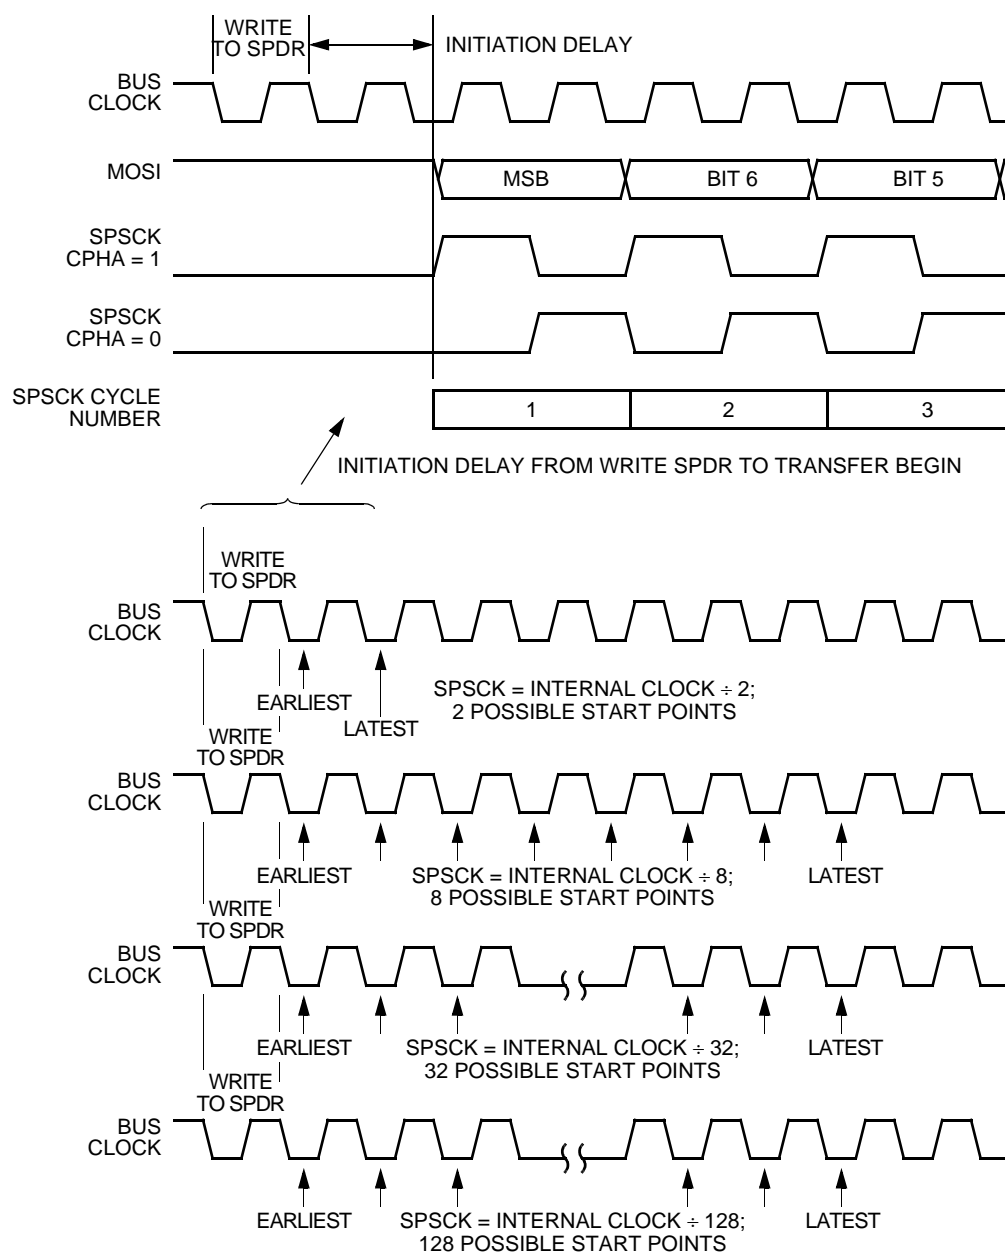 WRITE
TO SPDR
INITIATION DELAY
BUS
CLOCK
MOSI
MSB
BIT 6
BIT 5
SPSCK
CPHA = 1
SPSCK
CPHA = 0
SPSCK CYCLE
NUMBER
1
2
3
INITIATION DELAY FROM WRITE SPDR TO TRANSFER BEGIN
WRITE
TO SPDR
BUS
CLOCK
EARLIEST
LATEST
SPSCK = INTERNAL CLOCK ÷ 2;
2 POSSIBLE START POINTS
WRITE
TO SPDR
BUS
CLOCK
EARLIEST
SPSCK = INTERNAL CLOCK ÷ 8;
8 POSSIBLE START POINTS
LATEST
WRITE
TO SPDR
BUS
CLOCK
EARLIEST
SPSCK = INTERNAL CLOCK ÷ 32;
32 POSSIBLE START POINTS
LATEST
WRITE
TO SPDR
BUS
CLOCK
EARLIEST
SPSCK = INTERNAL CLOCK ÷ 128;
128 POSSIBLE START POINTS
LATEST